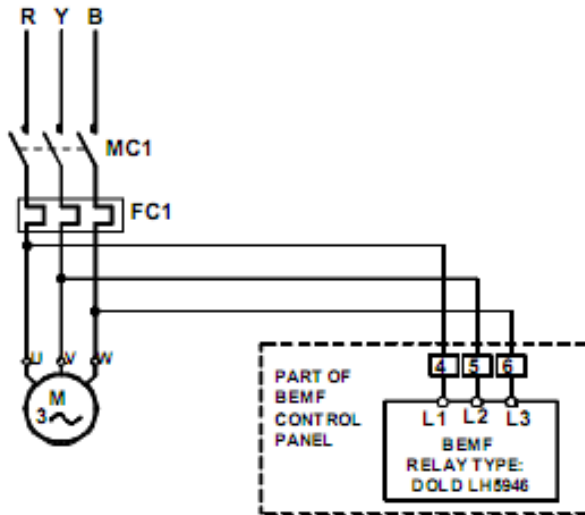 R Y B
MC1
FC1
U V W
M
3
4 5 6
PART OF
BEMF
CONTROL
PANEL
L1 L2 L3
BEMF
RELAY TYPE:
DOLD LH5946